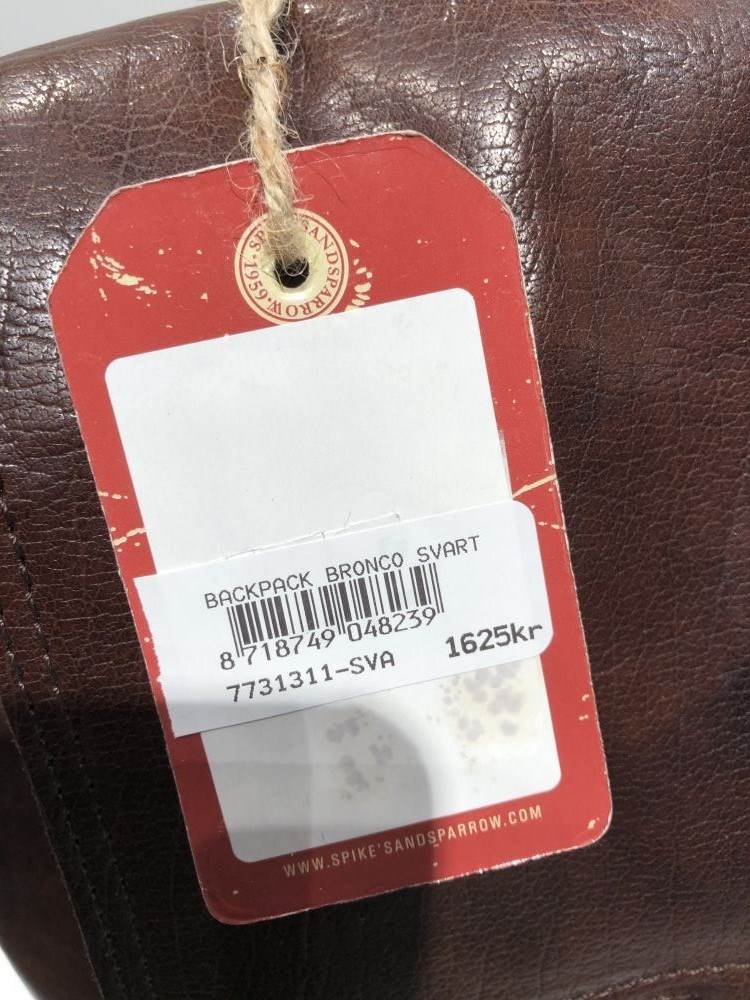 SPIKE'SANDSPARROW
·1959·
BACKPACK BRONCO SVART
8 718749 048239
7731311-SVA
1625kr
WWW.SPIKE'SANDSPARROW.COM